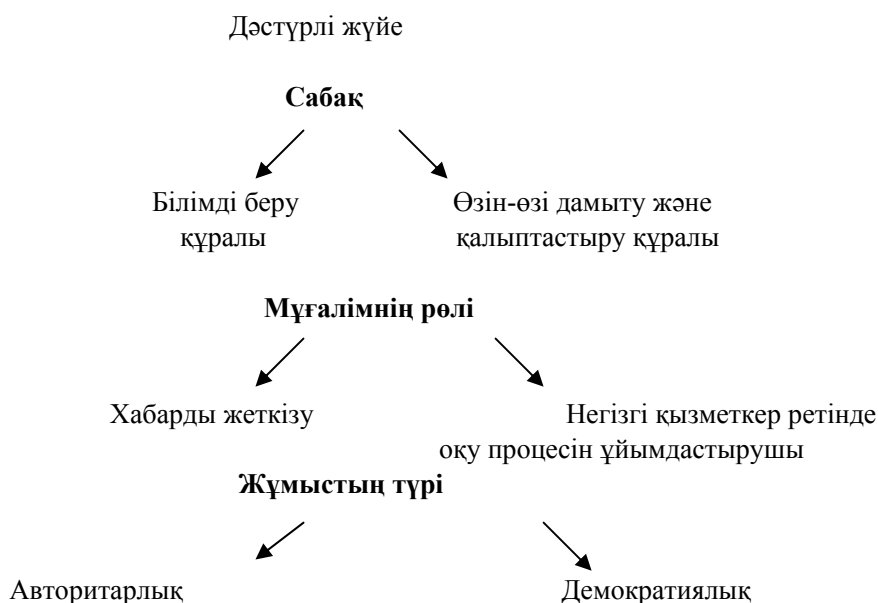 Дәстүрлі жүйе
Сабақ
Білімді беру
құралы
Өзін-өзі дамыту және
қалыптастыру құралы
Мұғалімнің рөлі
Хабарды жеткізу
Негізгі қызметкер ретінде
оқу процесін ұйымдастырушы
Жұмыстың түрі
Авторитарлық
Демократиялық